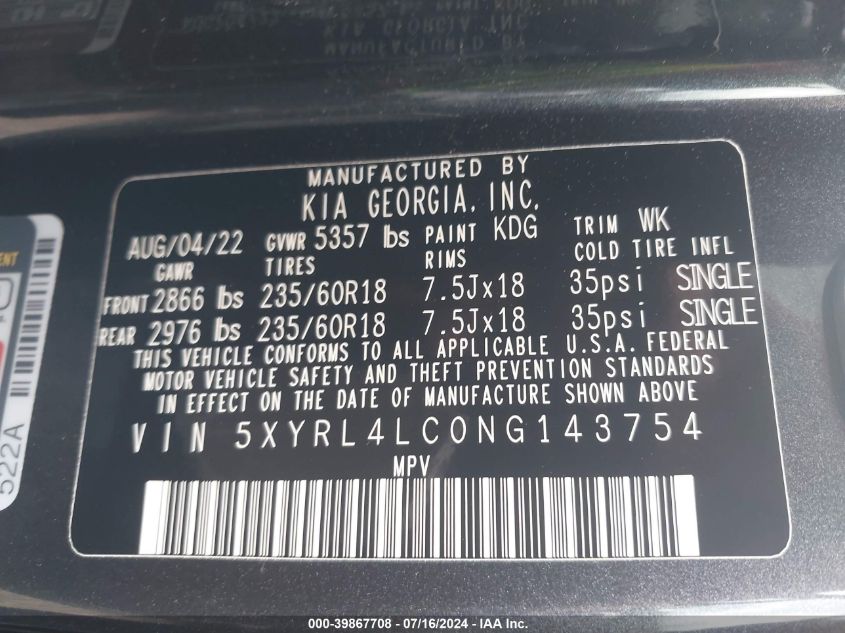 MANUFACTURED BY
KIA GEORGIA, INC.
AUG/04/22 GVWR 5357 lbs PAINT KDG TRIM WK
GAWR TIRES RIMS COLD TIRE INFL
FRONT 2866 lbs 235/60R18 7.5Jx18 35psi SINGLE
REAR 2976 lbs 235/60R18 7.5Jx18 35psi SINGLE
THIS VEHICLE CONFORMS TO ALL APPLICABLE U.S.A. FEDERAL
MOTOR VEHICLE SAFETY AND THEFT PREVENTION STANDARDS
IN EFFECT ON THE DATE OF MANUFACTURE SHOWN ABOVE
VIN 5XYRL4LC0NG143754
MPV
522A
000-39867708 - 07/16/2024 - IAA Inc.